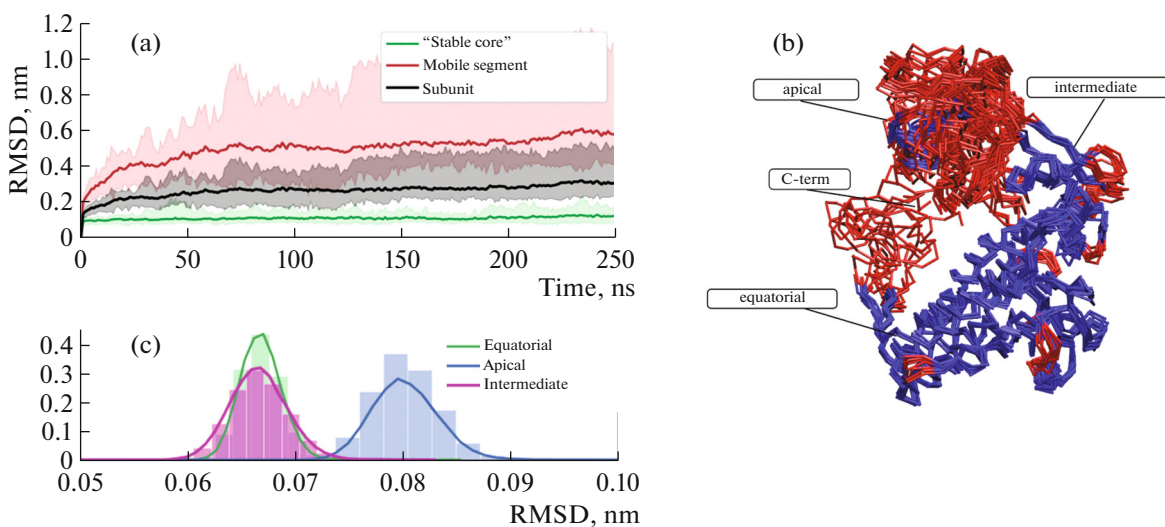 (a)
RMSD, nm
1.2
1.0
0.8
0.6
0.4
0.2
0
"Stable core"
Mobile segment
Subunit
0
50
100
150
200
250
Time, ns
(b)
apical
intermediate
C-term
equatorial
(c)
0.4
0.3
0.2
0.1
0
Equatorial
Apical
Intermediate
0.05
0.06
0.07
0.08
0.09
0.10
RMSD, nm